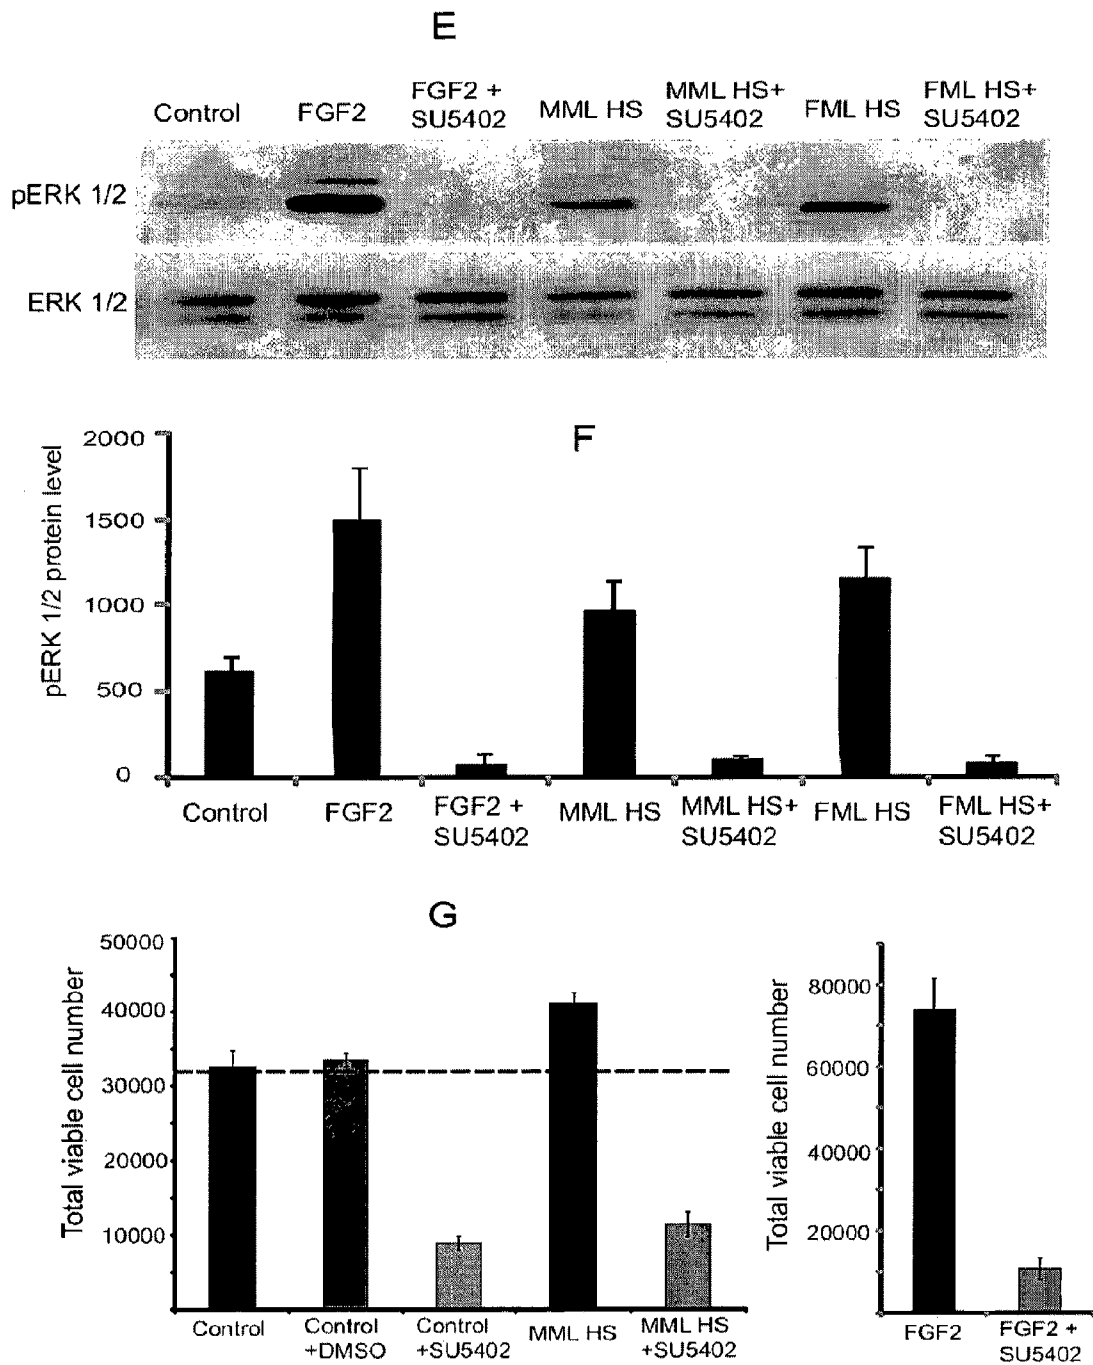 E
Control FGF2 FGF2 + SU5402 MML HS MML HS+ SU5402 FML HS FML HS+ SU5402
pERK 1/2
ERK 1/2
F
pERK 1/2 protein level
2000
1500
1000
500
0
Control FGF2 FGF2 + SU5402 MML HS MML HS+ SU5402 FML HS FML HS+ SU5402
G
Total viable cell number
50000
40000
30000
20000
10000
Control Control +DMSO Control +SU5402 MML HS MML HS +SU5402
Total viable cell number
80000
60000
40000
20000
FGF2 FGF2 + SU5402